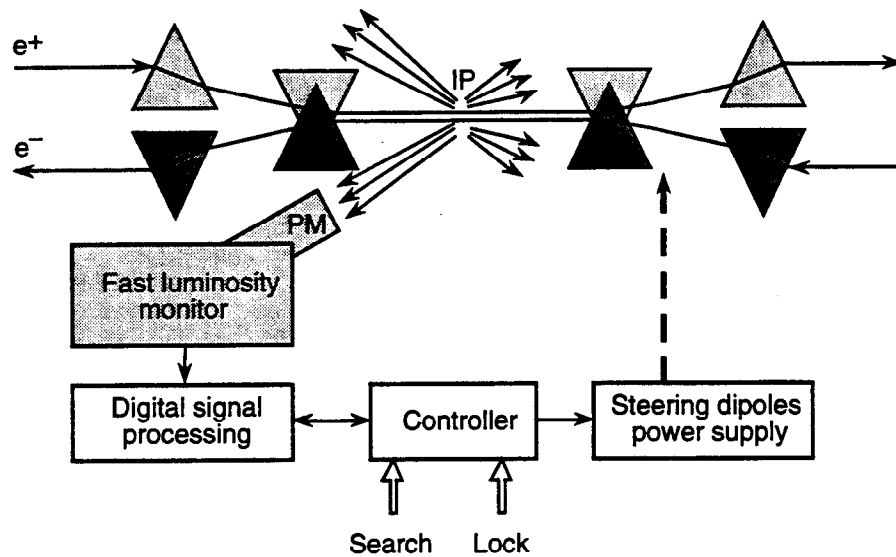 e+
IP
e−
PM
Fast luminosity
monitor
Digital signal
processing
Controller
Steering dipoles
power supply
Search
Lock